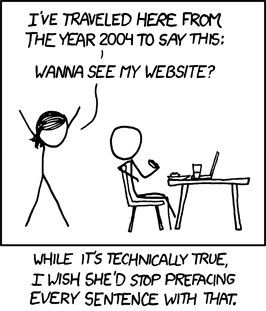 I'VE TRAVELED HERE FROM
THE YEAR 2004 TO SAY THIS:
WANNA SEE MY WEBSITE?
WHILE IT'S TECHNICALLY TRUE,
I WISH SHE'D STOP PREFACING
EVERY SENTENCE WITH THAT.